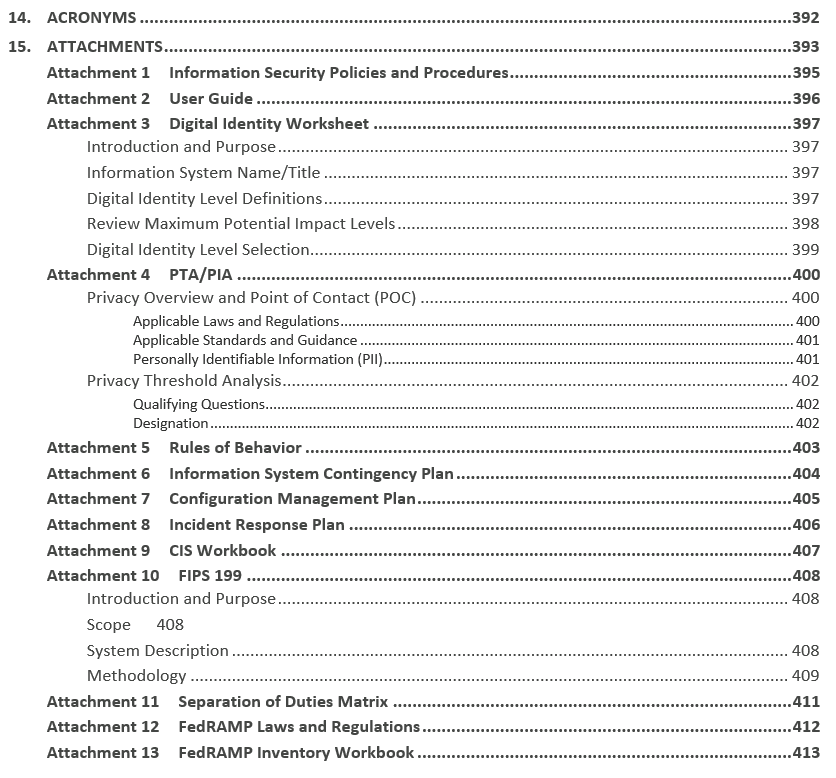 14. ACRONYMS ........ 392
15. ATTACHMENTS ........ 393
Attachment 1 Information Security Policies and Procedures ........ 395
Attachment 2 User Guide ........ 396
Attachment 3 Digital Identity Worksheet ........ 397
Introduction and Purpose ........ 397
Information System Name/Title ........ 397
Digital Identity Level Definitions ........ 397
Review Maximum Potential Impact Levels ........ 398
Digital Identity Level Selection ........ 399
Attachment 4 PTA/PIA ........ 400
Privacy Overview and Point of Contact (POC) ........ 400
Applicable Laws and Regulations ........ 400
Applicable Standards and Guidance ........ 401
Personally Identifiable Information (PII) ........ 401
Privacy Threshold Analysis ........ 402
Qualifying Questions ........ 402
Designation ........ 402
Attachment 5 Rules of Behavior ........ 403
Attachment 6 Information System Contingency Plan ........ 404
Attachment 7 Configuration Management Plan ........ 405
Attachment 8 Incident Response Plan ........ 406
Attachment 9 CIS Workbook ........ 407
Attachment 10 FIPS 199 ........ 408
Introduction and Purpose ........ 408
Scope 408
System Description ........ 408
Methodology ........ 409
Attachment 11 Separation of Duties Matrix ........ 411
Attachment 12 FedRAMP Laws and Regulations ........ 412
Attachment 13 FedRAMP Inventory Workbook ........ 413